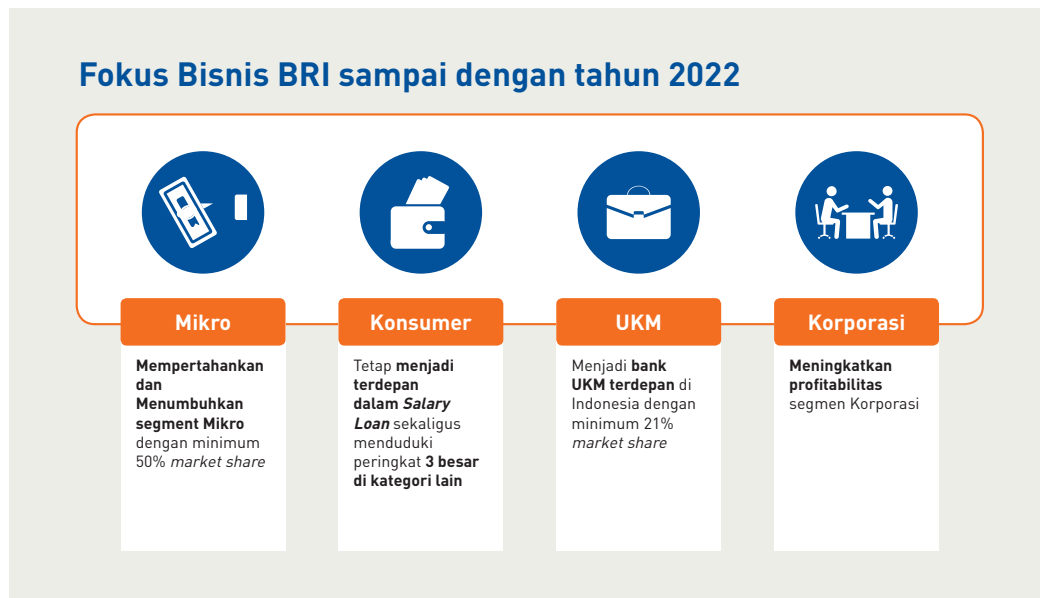 Fokus Bisnis BRI sampai dengan tahun 2022
Mikro
Mempertahankan
dan
Menumbuhkan
segment Mikro
dengan minimum
50% market share
Konsumer
Tetap menjadi
terdepan
dalam Salary
Loan sekaligus
menduduki
peringkat 3 besar
di kategori lain
UKM
Menjadi bank
UKM terdepan di
Indonesia dengan
minimum 21%
market share
Korporasi
Meningkatkan
profitabilitas
segmen Korporasi